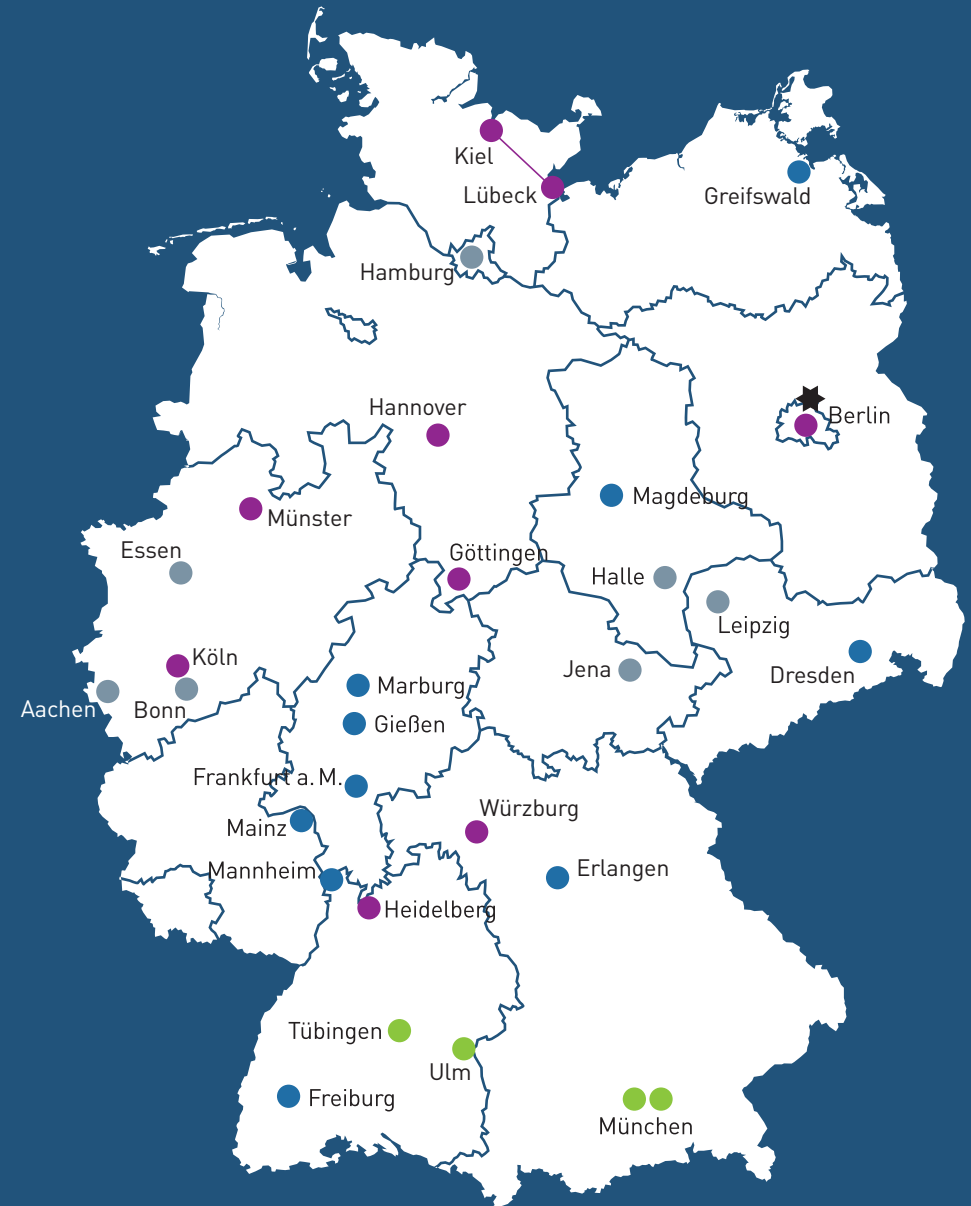 Kiel
Lübeck
Greifswald
Hamburg
Hannover
Berlin
Magdeburg
Münster
Essen
Göttingen
Halle
Leipzig
Köln
Jena
Dresden
Marburg
Aachen
Bonn
Gießen
Frankfurt a. M.
Würzburg
Mainz
Mannheim
Erlangen
Heidelberg
Tübingen
Ulm
Freiburg
München